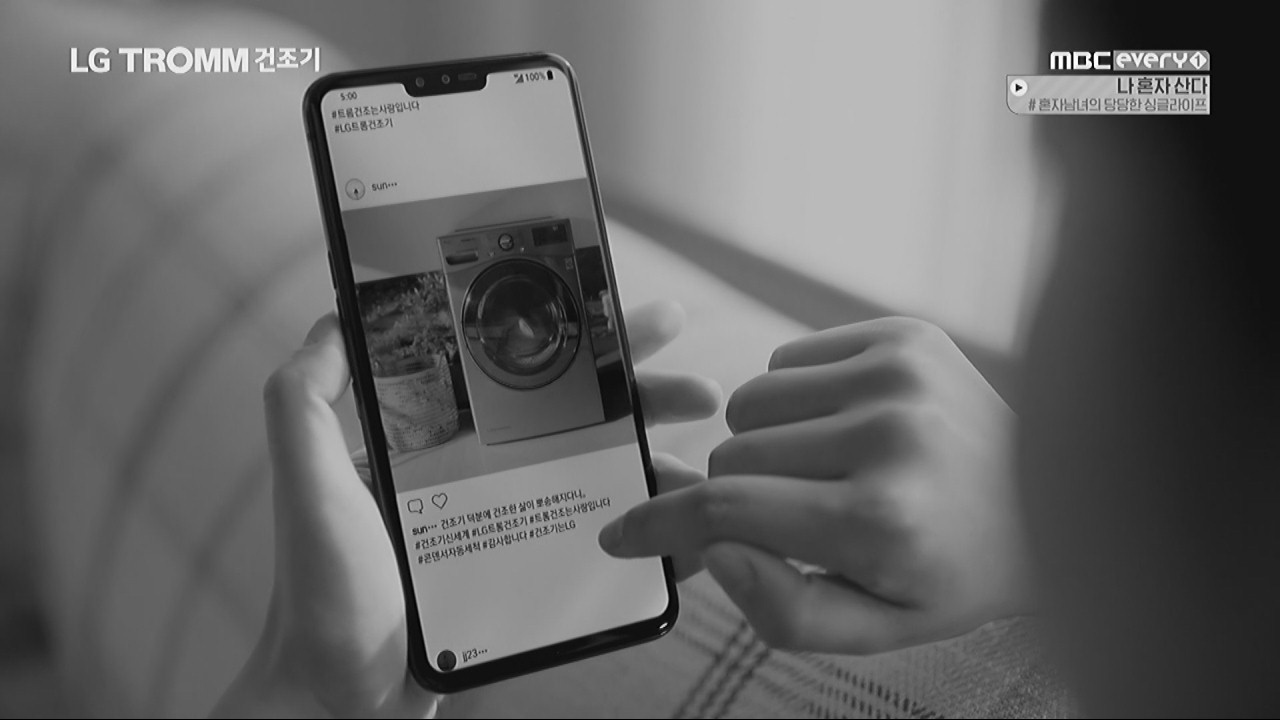 LG TROMM 건조기
MBC every1
나 혼자 산다
# 혼자남녀의 당당한 싱글라이프
5:00
100%
#트롬건조는사랑입니다
#LG트롬건조기
sun···
sun··· 건조기 덕분에 건조한 삶이 뽀송해지다니..
#건조기신세계 #LG트롬건조기 #트롬건조는사랑입니다
#콘덴서자동세척 #감사합니다 #건조기는LG
jj23···